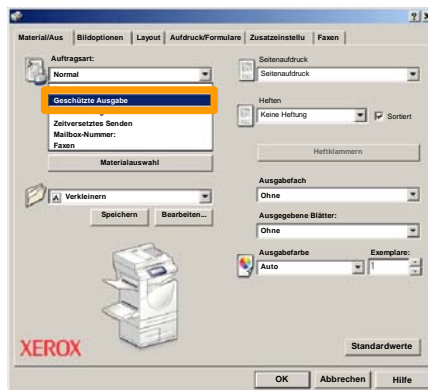 Material/Aus Bildoptionen Layout Aufdruck/Formulare Zusatzeinstellu Faxen
Auftragsart:
Normal
Geschützte Ausgabe
Zeitversetztes Senden
Mailbox-Nummer:
Faxen
Materialauswahl
Verkleinern
Speichern Bearbeiten...
XEROX
Seitenaufdruck
Seitenaufdruck
Heften
Keine Heftung Sortiert
Heftklammern
Ausgabefach
Ohne
Ausgegebene Blätter:
Ohne
Ausgabefarbe Exemplare:
Auto 1
Standardwerte
OK Abbrechen Hilfe